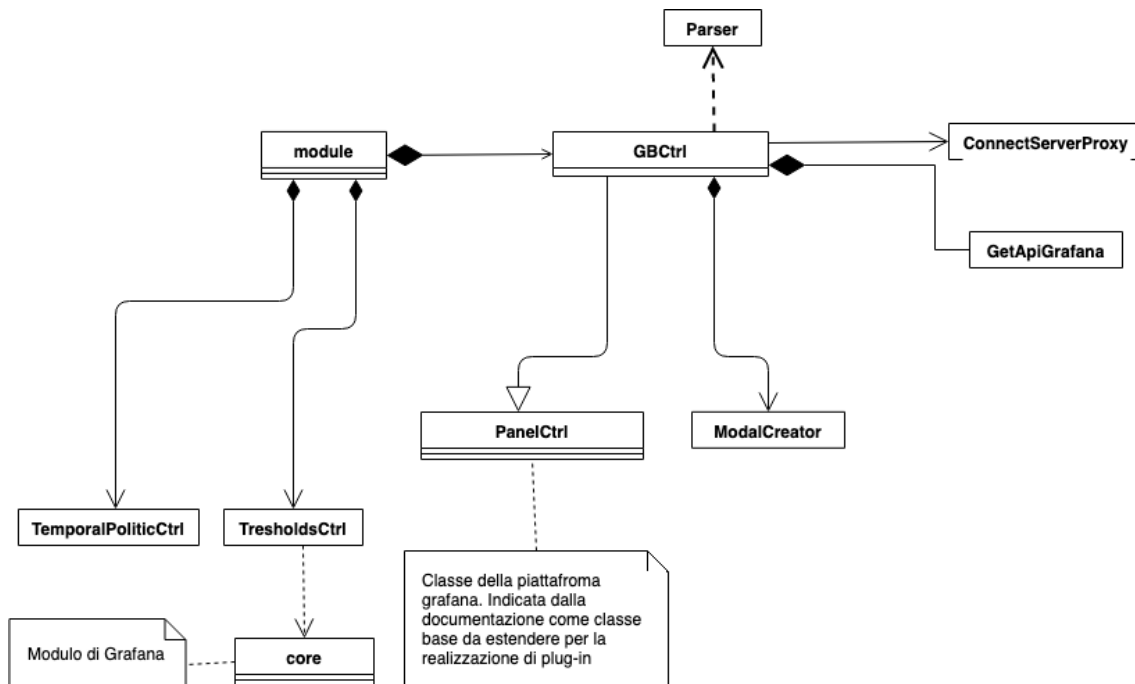 Parser
module
GBCtrl
ConnectServerProxy
GetApiGrafana
PanelCtrl
ModalCreator
TemporalPoliticCtrl
TresholdsCtrl
Classe della piattafroma
grafana. Indicata dalla
documentazione come classe
base da estendere per la
realizzazione di plug-in
Modulo di Grafana
core